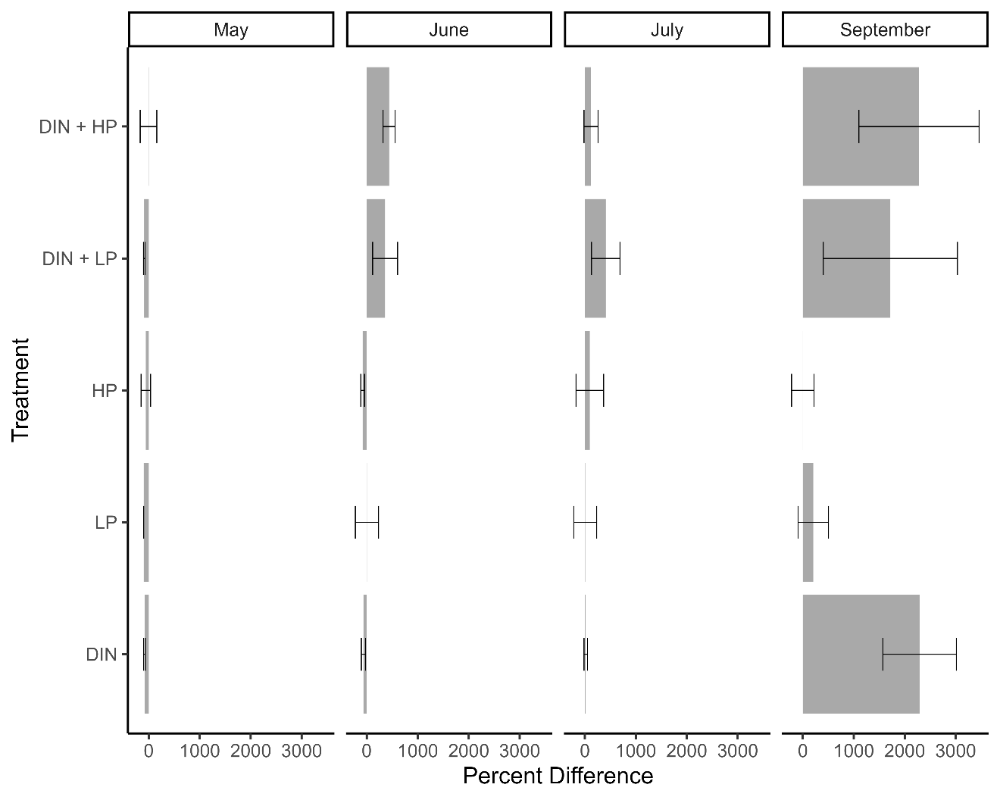 May June July September
DIN + HP
DIN + LP
HP
LP
DIN
Treatment
0 1000 2000 3000 0 1000 2000 3000 0 1000 2000 3000 0 1000 2000 3000
Percent Difference